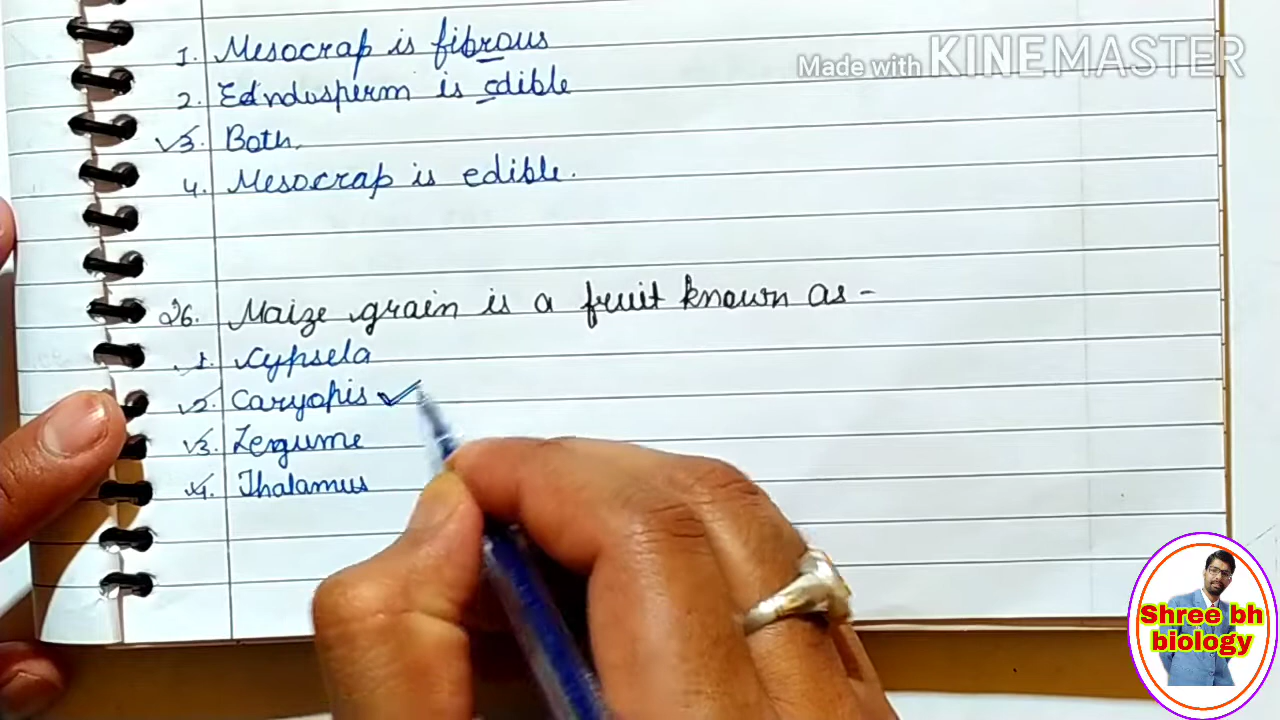 1. Mesocrap is fibrous
Made with KINEMASTER
2. Edndosperm is edible
3. Both.
4. Mesocrap is edible.
26. Maize grain is a fruit known as -
1. Cypsela
2. Caryopis ✓
3. Legume
4. Thalamus
Shree bh
biology